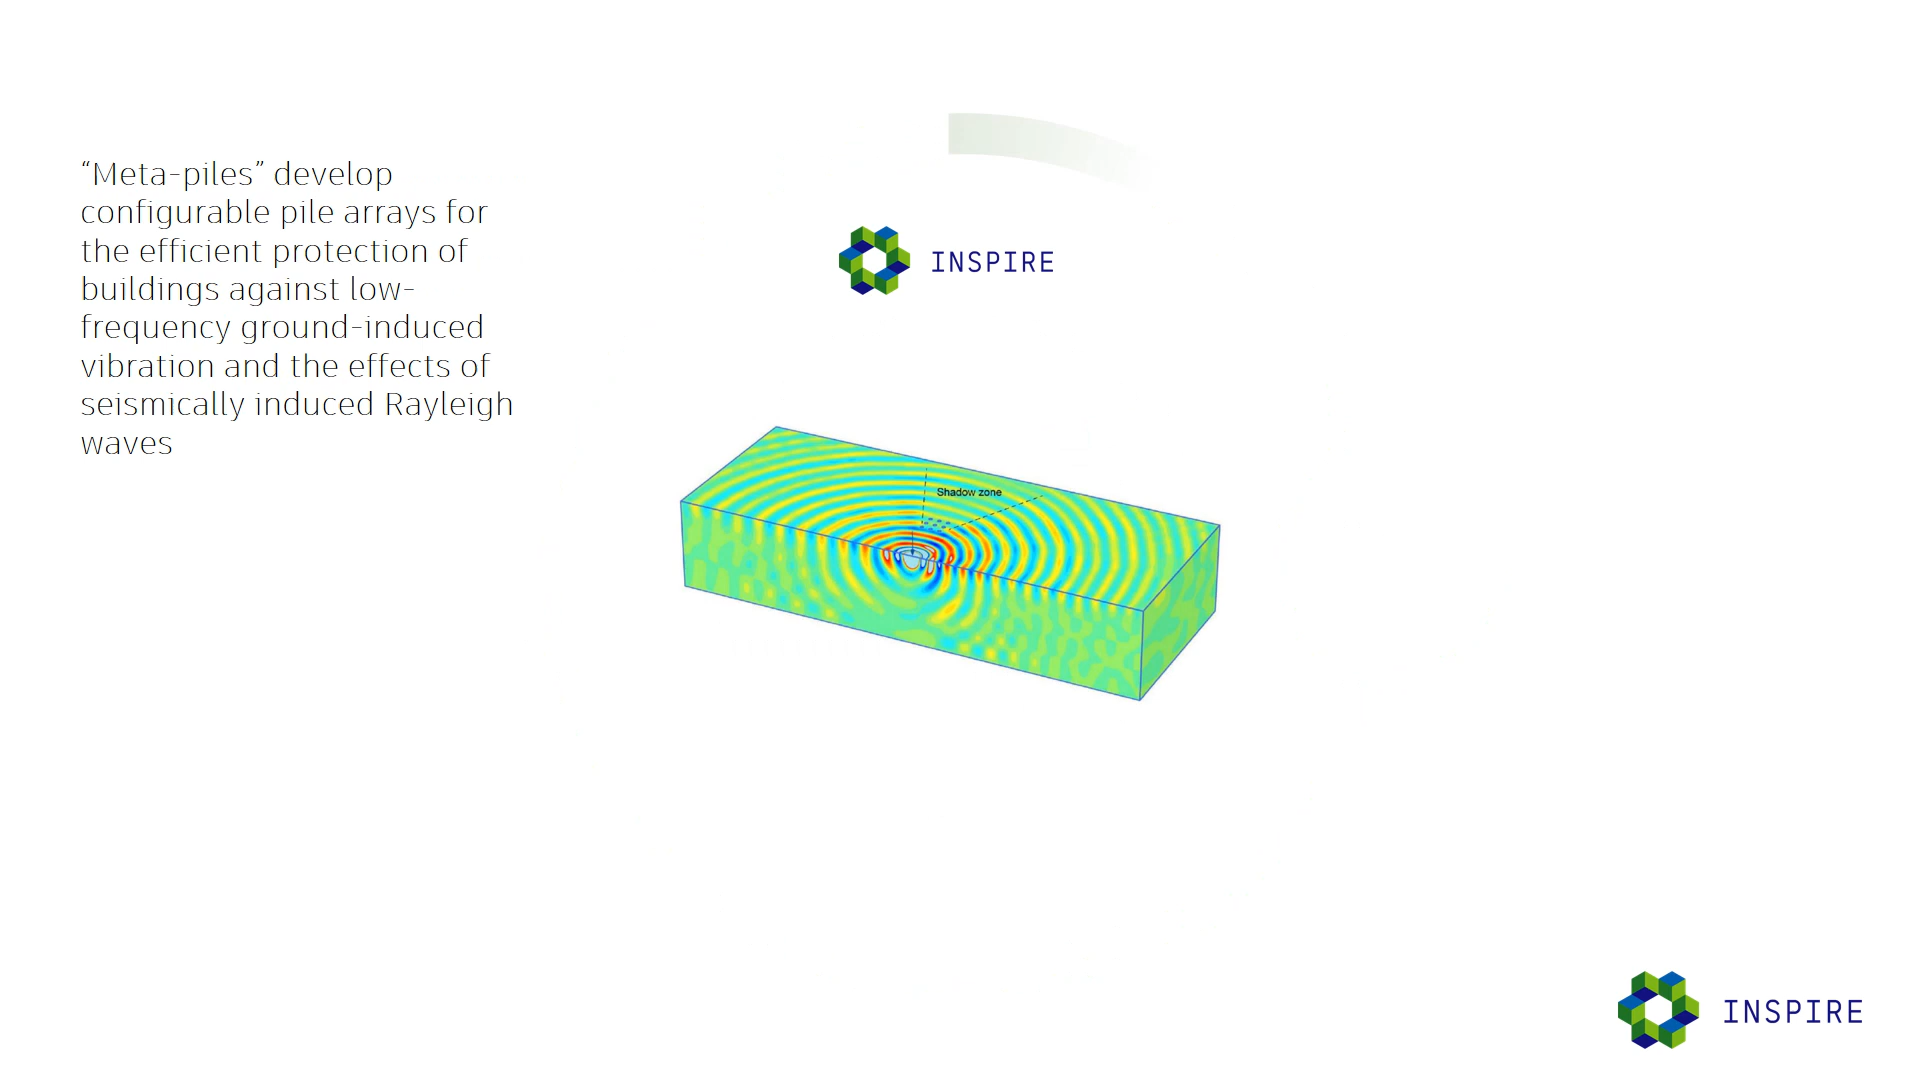 “Meta-piles” develop
configurable pile arrays for
the efficient protection of
buildings against low-
frequency ground-induced
vibration and the effects of
seismically induced Rayleigh
waves
INSPIRE
Shadow zone
INSPIRE